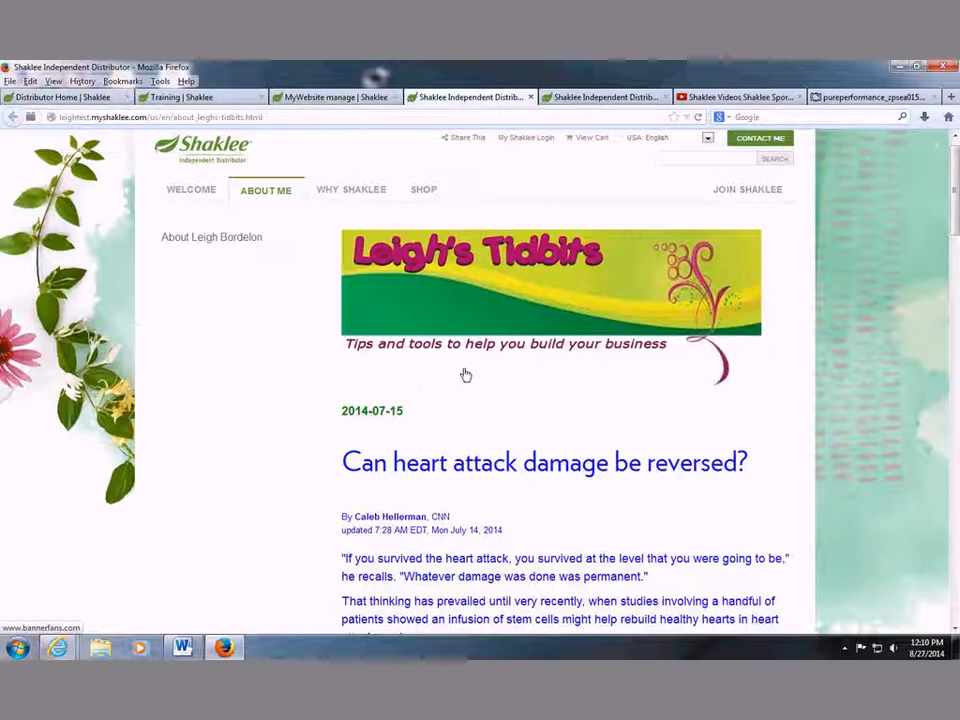 Shaklee Independent Distributor - Mozilla Firefox
File Edit View History Bookmarks Tools Help
Distributor Home | Shaklee
Training | Shaklee
MyWebsite manage | Shaklee
Shaklee Independent Distrib...
Shaklee Independent Distrib...
Shaklee Videos Shaklee Spor...
pureperformance_zpsea015...
leightest.myshaklee.com/us/en/about_leighs-tidbits.html
Google
Shaklee
Independent Distributor
Share This
My Shaklee Login
View Cart
USA: English
CONTACT ME
SEARCH
WELCOME
ABOUT ME
WHY SHAKLEE
SHOP
JOIN SHAKLEE
About Leigh Bordelon
Leigh's Tidbits
Tips and tools to help you build your business
2014-07-15
Can heart attack damage be reversed?
By Caleb Hellerman, CNN
updated 7:28 AM EDT, Mon July 14, 2014
"If you survived the heart attack, you survived at the level that you were going to be,"
he recalls. "Whatever damage was done was permanent."
That thinking has prevailed until very recently, when studies involving a handful of
patients showed an infusion of stem cells might help rebuild healthy hearts in heart
www.bannerfans.com
12:10 PM
8/27/2014